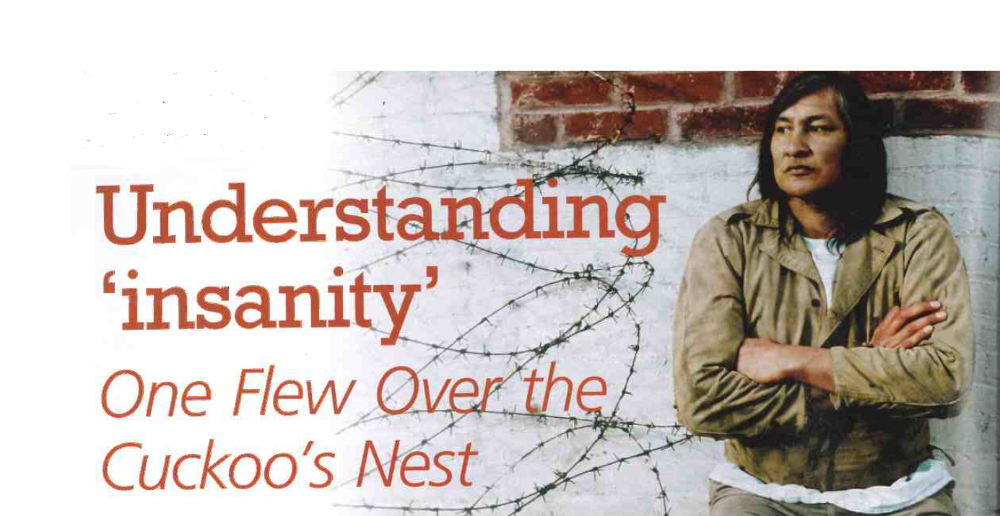 Understanding
‘insanity’
One Flew Over the
Cuckoo’s Nest